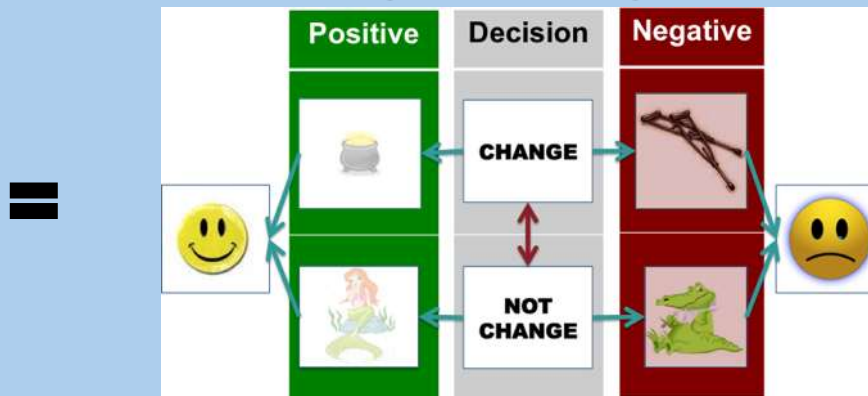 Positive
Decision
Negative
CHANGE
NOT
CHANGE
=